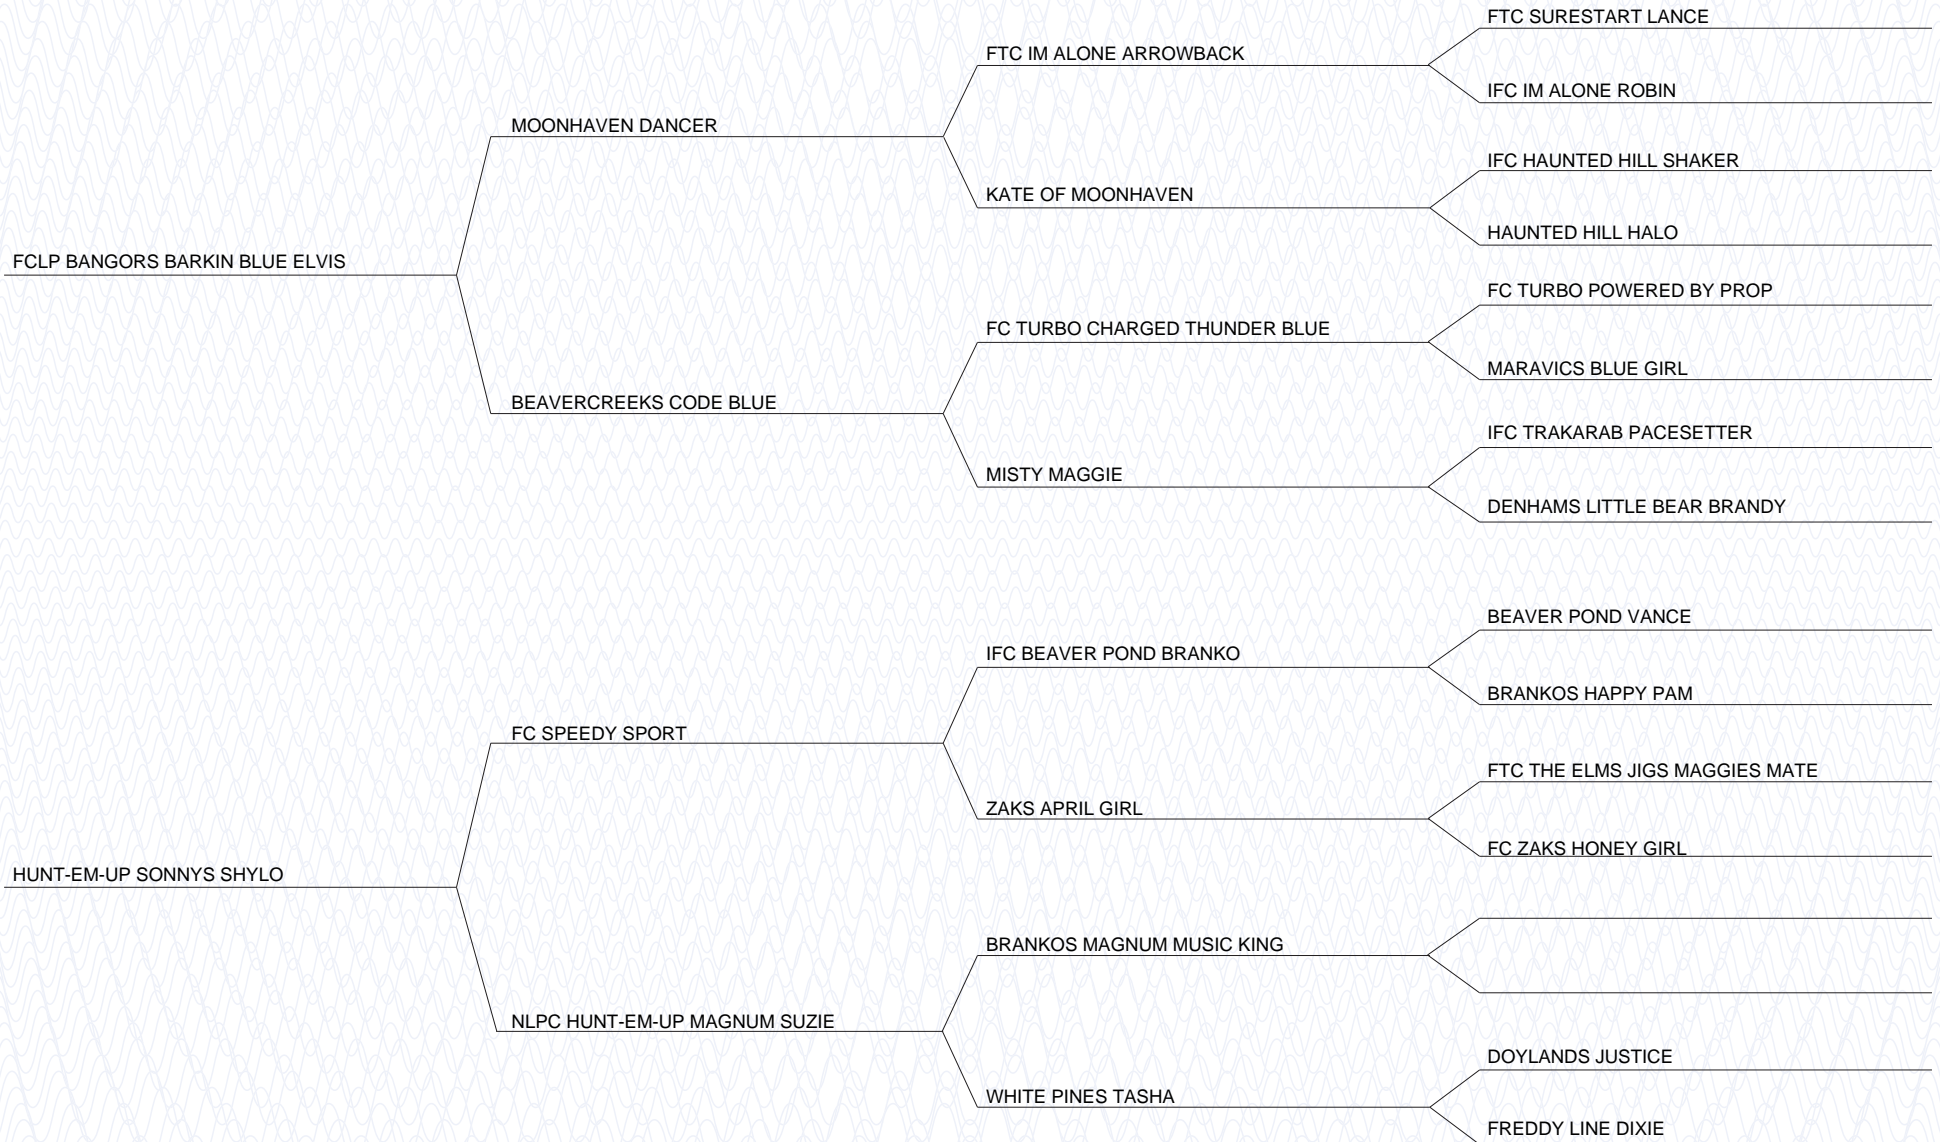 FTC SURESTART LANCE
FTC IM ALONE ARROWBACK
IFC IM ALONE ROBIN
MOONHAVEN DANCER
IFC HAUNTED HILL SHAKER
KATE OF MOONHAVEN
HAUNTED HILL HALO
FCLP BANGORS BARKIN BLUE ELVIS
FC TURBO POWERED BY PROP
FC TURBO CHARGED THUNDER BLUE
MARAVICS BLUE GIRL
BEAVERCREEKS CODE BLUE
IFC TRAKARAB PACESETTER
MISTY MAGGIE
DENHAMS LITTLE BEAR BRANDY
BEAVER POND VANCE
IFC BEAVER POND BRANKO
BRANKOS HAPPY PAM
FC SPEEDY SPORT
FTC THE ELMS JIGS MAGGIES MATE
ZAKS APRIL GIRL
FC ZAKS HONEY GIRL
HUNT-EM-UP SONNYS SHYLO
BRANKOS MAGNUM MUSIC KING
NLPC HUNT-EM-UP MAGNUM SUZIE
DOYLANDS JUSTICE
WHITE PINES TASHA
FREDDY LINE DIXIE